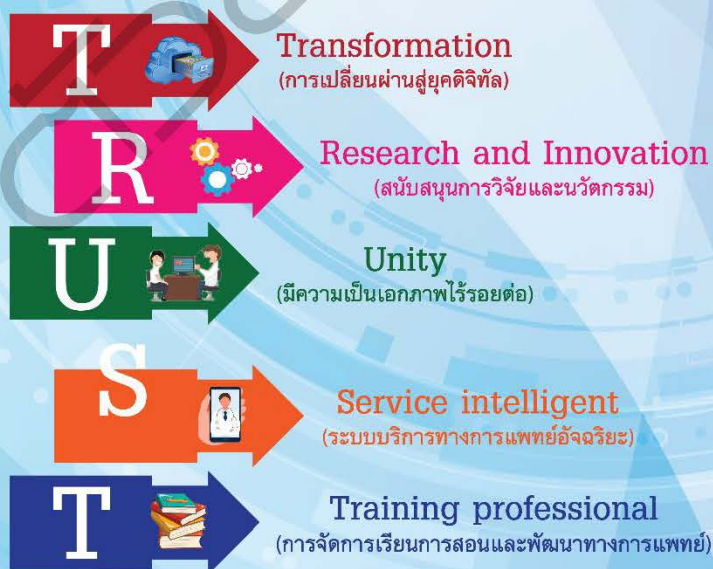 T
Transformation
(การเปลี่ยนผ่านสู่ยุคดิจิทัล)
R
Research and Innovation
(สนับสนุนการวิจัยและนวัตกรรม)
U
Unity
(มีความเป็นเอกภาพไร้รอยต่อ)
S
Service intelligent
(ระบบบริการทางการแพทย์อัจฉริยะ)
T
Training professional
(การจัดการเรียนการสอนและพัฒนาทางการแพทย์)